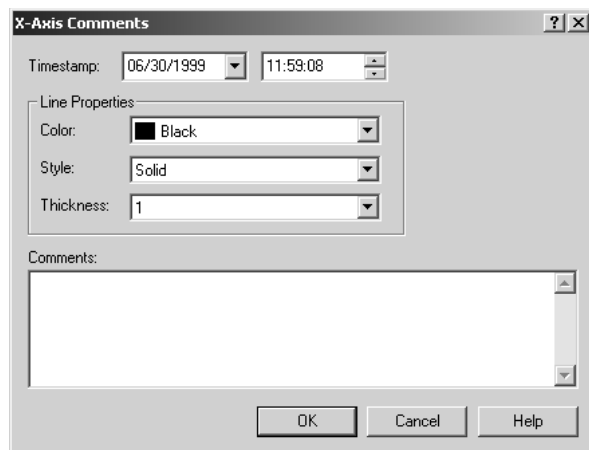 X-Axis Comments
Timestamp: 06/30/1999 11:59:08
Line Properties
Color: Black
Style: Solid
Thickness: 1
Comments:
OK Cancel Help